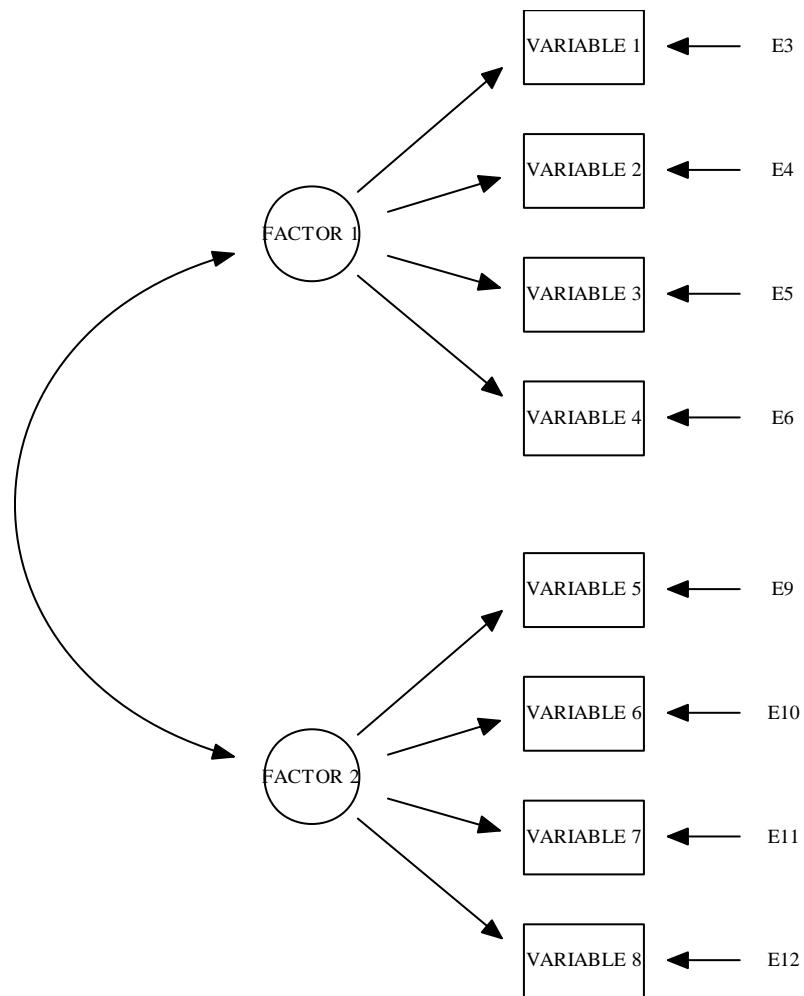 VARIABLE 1
E3
VARIABLE 2
E4
FACTOR 1
VARIABLE 3
E5
VARIABLE 4
E6
VARIABLE 5
E9
VARIABLE 6
E10
FACTOR 2
VARIABLE 7
E11
VARIABLE 8
E12